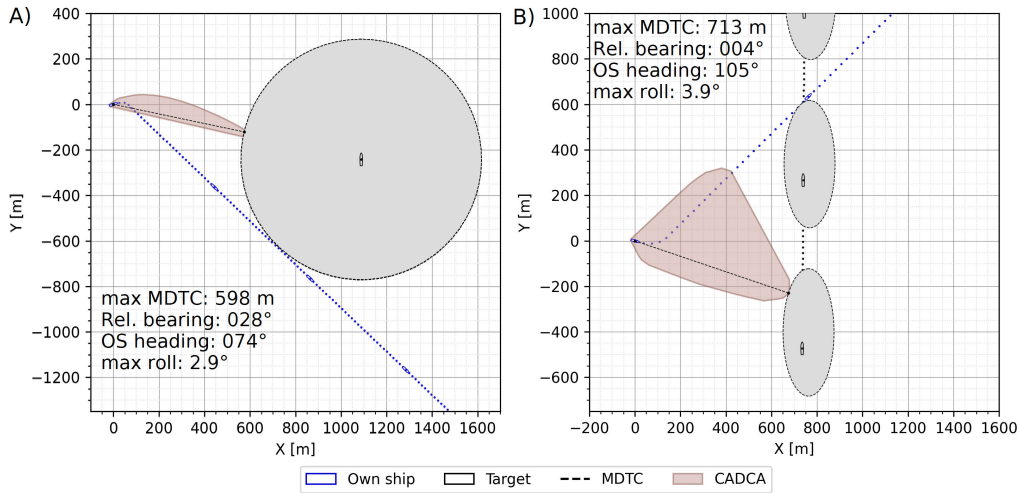 A)
max MDTC: 598 m
Rel. bearing: 028°
OS heading: 074°
max roll: 2.9°
400
200
0
−200
−400
−600
−800
−1000
−1200
Y [m]
0 200 400 600 800 1000 1200 1400 1600
X [m]
B)
max MDTC: 713 m
Rel. bearing: 004°
OS heading: 105°
max roll: 3.9°
1000
800
600
400
200
0
−200
−400
−600
Y [m]
−200 0 200 400 600 800 1000 1200 1400 1600
X [m]
Own ship Target MDTC CADCA